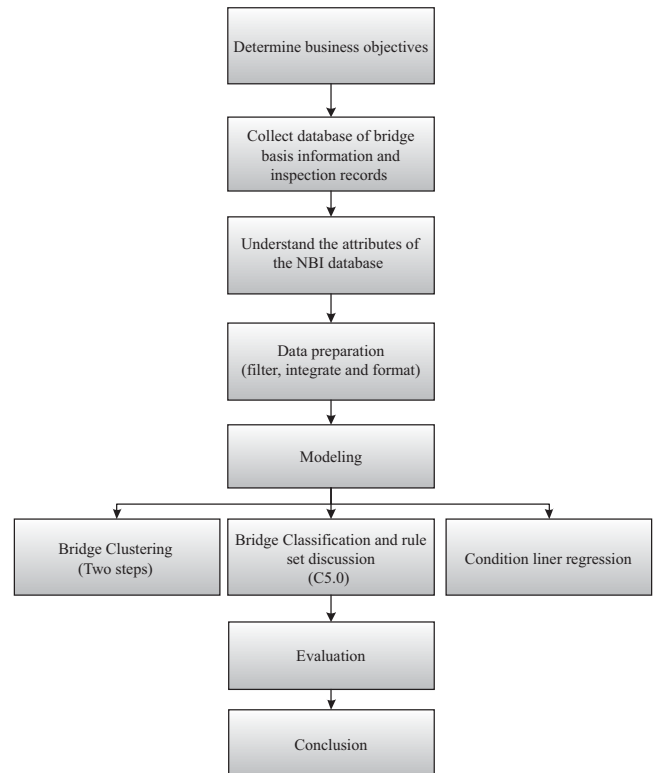 Determine business objectives
Collect database of bridge
basis information and
inspection records
Understand the attributes of
the NBI database
Data preparation
(filter, integrate and format)
Modeling
Bridge Clustering
(Two steps)
Bridge Classification and rule
set discussion
(C5.0)
Condition liner regression
Evaluation
Conclusion